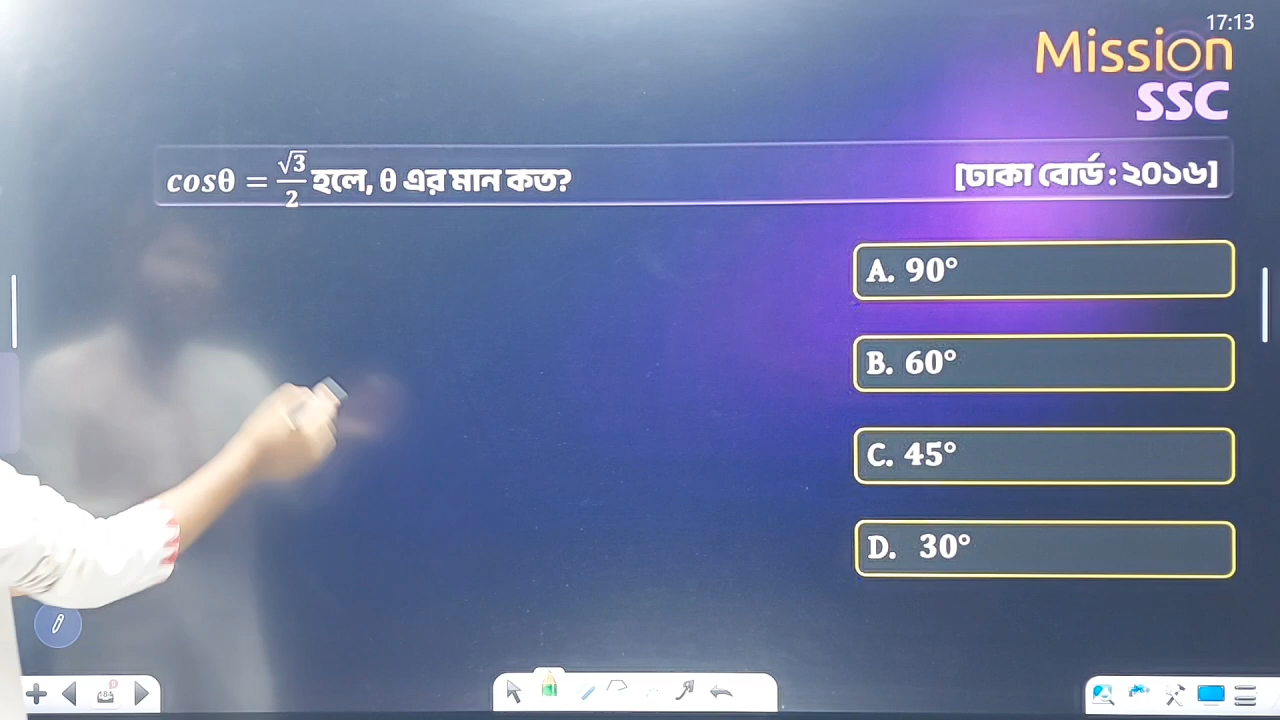 17:13
Mission
SSC
cosθ = √3/2 হলে, θ এর মান কত?
[ঢাকা বোর্ড : ২০১৬]
A. 90°
B. 60°
C. 45°
D. 30°